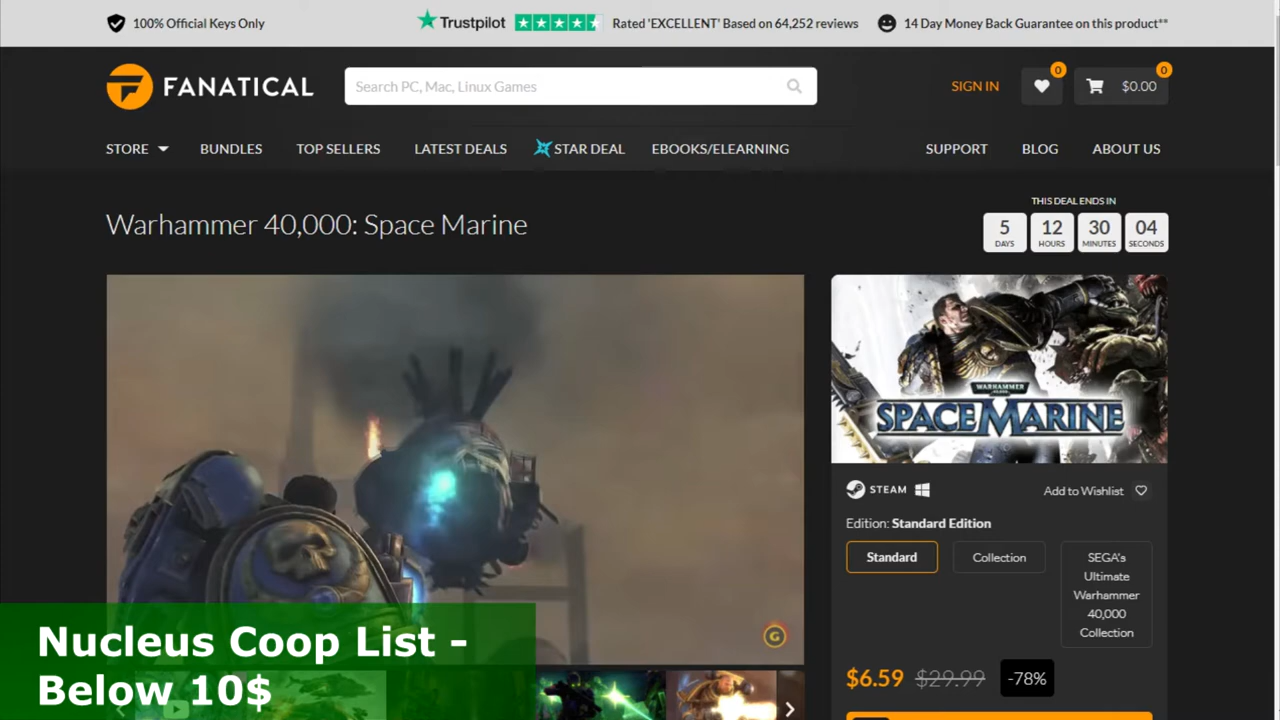 100% Official Keys Only
Trustpilot
Rated 'EXCELLENT' Based on 64,252 reviews
14 Day Money Back Guarantee on this product**
FANATICAL
Search PC, Mac, Linux Games
SIGN IN
0
0
$0.00
STORE
BUNDLES
TOP SELLERS
LATEST DEALS
STAR DEAL
EBOOKS/ELEARNING
SUPPORT
BLOG
ABOUT US
Warhammer 40,000: Space Marine
THIS DEAL ENDS IN
5
12
30
04
DAYS
HOURS
MINUTES
SECONDS
WARHAMMER
40,000
SPACE MARINE
STEAM
Add to Wishlist
Edition: Standard Edition
Standard
Collection
SEGA's
Ultimate
Warhammer
40,000
Collection
G
$6.59
$29.99
-78%
Nucleus Coop List -
Below 10$